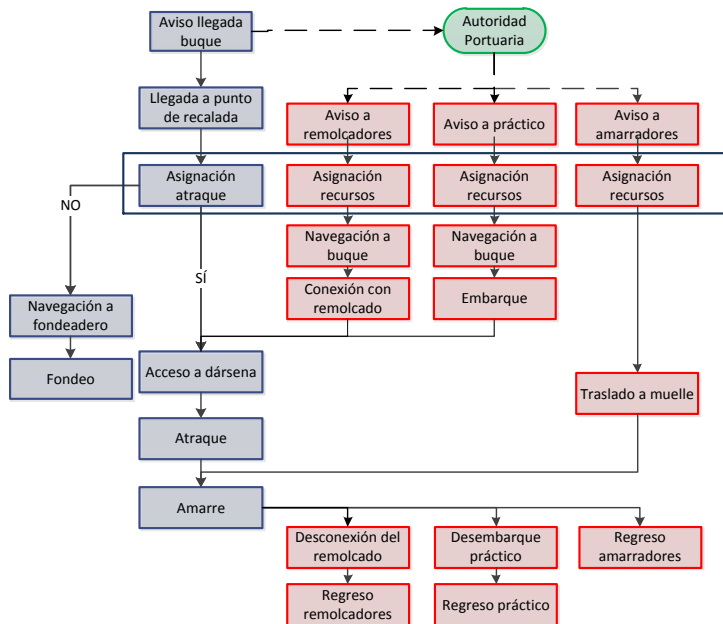 Aviso llegada
buque
Autoridad
Portuaria
Llegada a punto
de recalada
Aviso a
remolcadores
Aviso a práctico
Aviso a
amarradores
Asignación
atraque
Asignación
recursos
Asignación
recursos
Asignación
recursos
NO
SÍ
Navegación a
buque
Navegación a
buque
Conexión con
remolcado
Embarque
Navegación a
fondeadero
Fondeo
Acceso a dársena
Traslado a muelle
Atraque
Amarre
Desconexión del
remolcado
Desembarque
práctico
Regreso
amarradores
Regreso
remolcadores
Regreso práctico